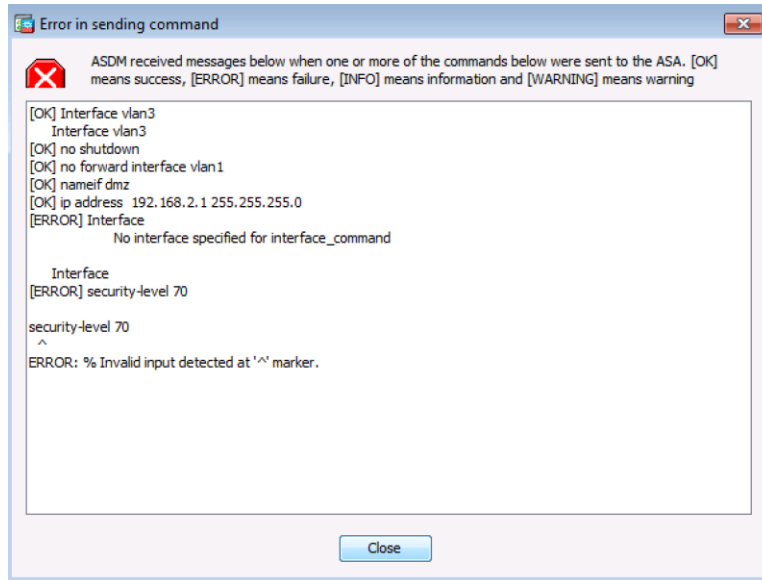 Error in sending command
ASDM received messages below when one or more of the commands below were sent to the ASA. [OK]
means success, [ERROR] means failure, [INFO] means information and [WARNING] means warning
[OK] Interface vlan3
Interface vlan3
[OK] no shutdown
[OK] no forward interface vlan1
[OK] nameif dmz
[OK] ip address 192.168.2.1 255.255.255.0
[ERROR] Interface
No interface specified for interface_command
Interface
[ERROR] security-level 70
security-level 70
^
ERROR: % Invalid input detected at '^' marker.
Close